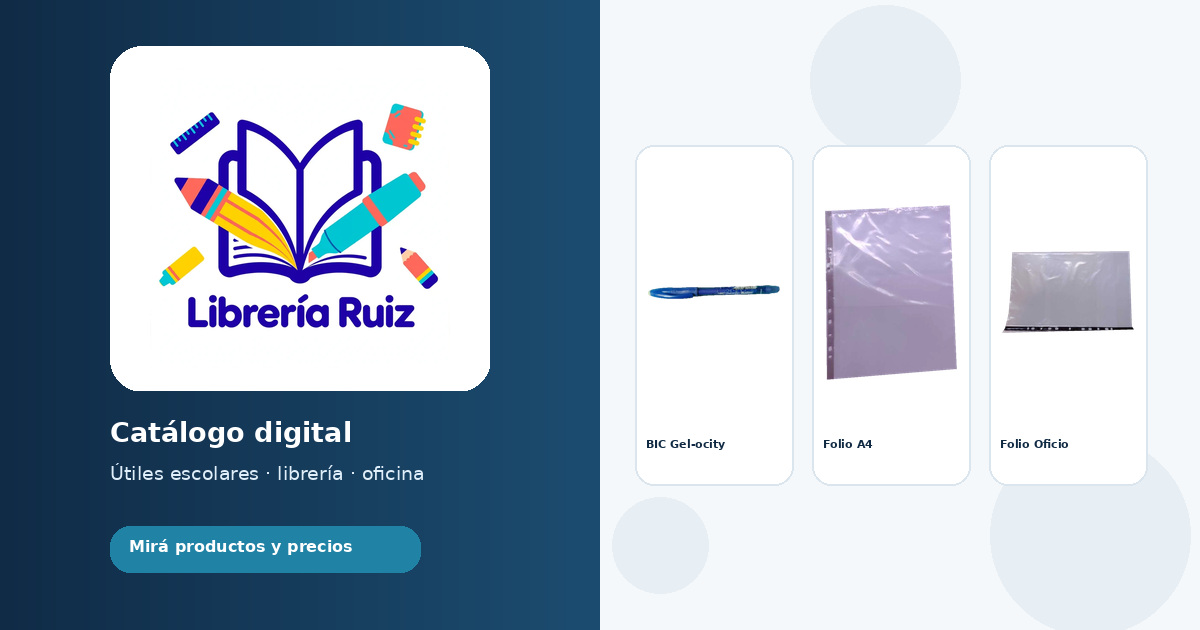 Librería Ruiz
Catálogo digital
Útiles escolares · librería · oficina
Mirá productos y precios
BIC Gel-ocity
Folio A4
Folio Oficio